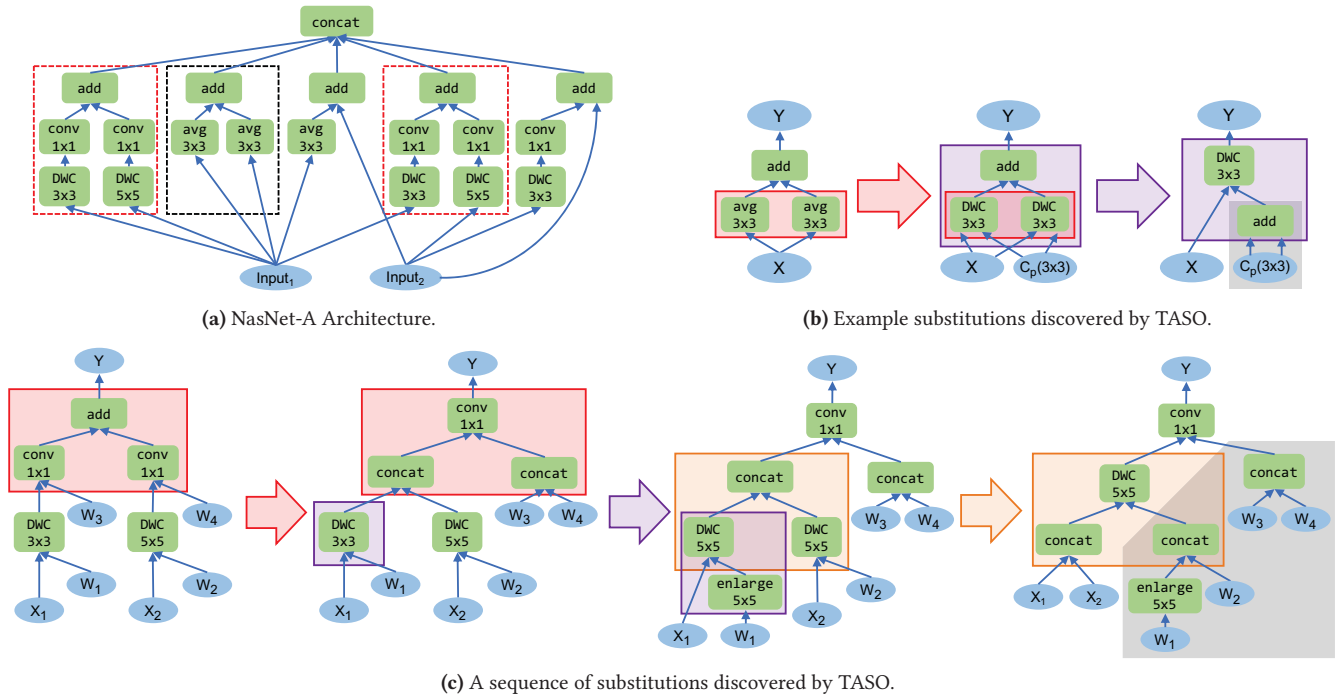 concat
add
add
add
add
add
conv
1x1
conv
1x1
avg
3x3
avg
3x3
avg
3x3
conv
1x1
conv
1x1
conv
1x1
DWC
3x3
DWC
5x5
DWC
3x3
DWC
5x5
DWC
3x3
Input₁
Input₂
(a) NasNet-A Architecture.
Y
add
avg
3x3
avg
3x3
X
Y
add
DWC
3x3
DWC
3x3
X
Cₚ(3x3)
Y
DWC
3x3
add
X
Cₚ(3x3)
(b) Example substitutions discovered by TASO.
Y
add
conv
1x1
conv
1x1
W₃
W₄
DWC
3x3
DWC
5x5
W₁
W₂
X₁
X₂
Y
conv
1x1
concat
concat
W₃
W₄
DWC
3x3
DWC
5x5
W₁
W₂
X₁
X₂
Y
conv
1x1
concat
concat
W₃
W₄
DWC
5x5
DWC
5x5
enlarge
5x5
W₂
X₁
W₁
X₂
Y
conv
1x1
DWC
5x5
concat
W₃
W₄
concat
concat
X₁
X₂
enlarge
5x5
W₂
W₁
(c) A sequence of substitutions discovered by TASO.